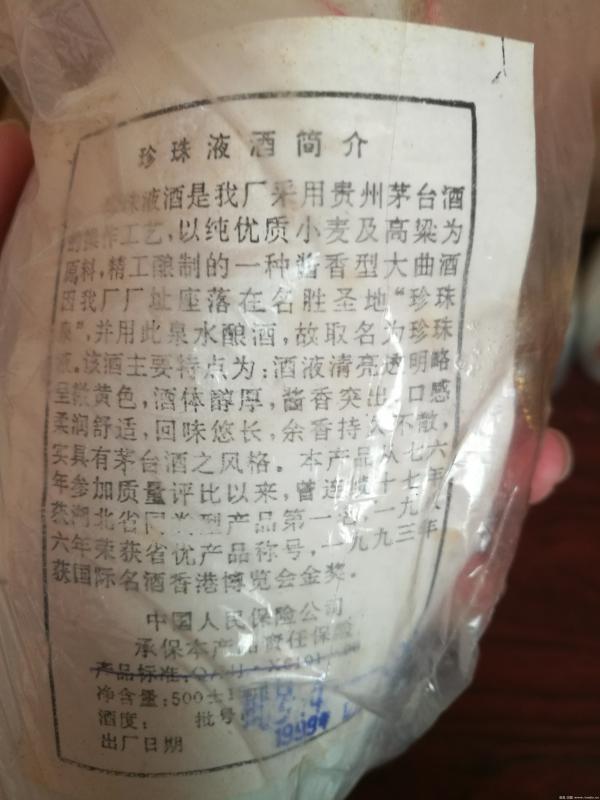 珍珠液酒简介
珠液酒是我厂采用贵州茅台酒
的操作工艺，以纯优质小麦及高梁为
原料，精工酿制的一种酱香型大曲酒
因我厂厂址座落在名胜圣地“珍珠
泉”，并用此泉水酿酒，故取名为珍珠
液。该酒主要特点为：酒液清亮透明略
呈微黄色，酒体醇厚，酱香突出，口感
柔润舒适，回味悠长，余香持久不散，
实具有茅台酒之风格。本产品从七六
年参加质量评比以来，曾连续十七年
获湖北省同类型产品第一名，一九八
六年荣获省优产品称号，一九九三年
获国际名酒香港博览会金奖。
中国人民保险公司
承保本产品责任保险
产品标准：Q/
净含量：500±
酒度： 批号
出厂日期